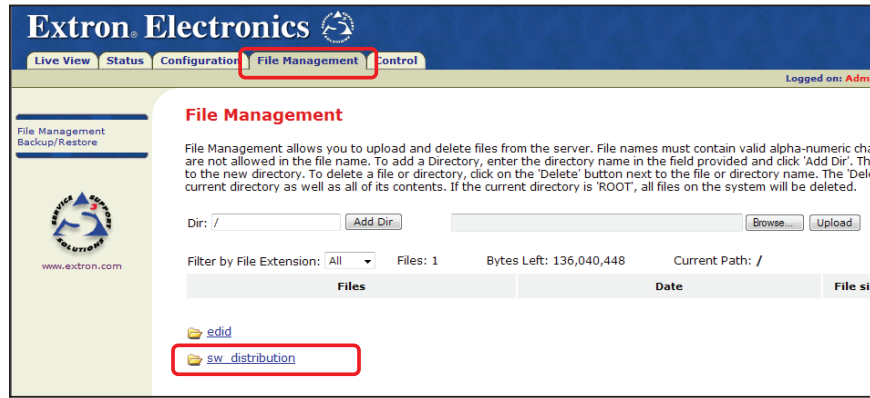 Extron® Electronics
Live View Status Configuration File Management Control
Logged on: Adm
File Management
Backup/Restore
SERVICE SUPPORT SOLUTIONS
S3
www.extron.com
File Management
File Management allows you to upload and delete files from the server. File names must contain valid alpha-numeric cha
are not allowed in the file name. To add a Directory, enter the directory name in the field provided and click 'Add Dir'. Th
to the new directory. To delete a file or directory, click on the 'Delete' button next to the file or directory name. The 'Del
current directory as well as all of its contents. If the current directory is 'ROOT', all files on the system will be deleted.
Dir: / Add Dir Browse... Upload
Filter by File Extension: All Files: 1 Bytes Left: 136,040,448 Current Path: /
Files Date File si
edid
sw_distribution